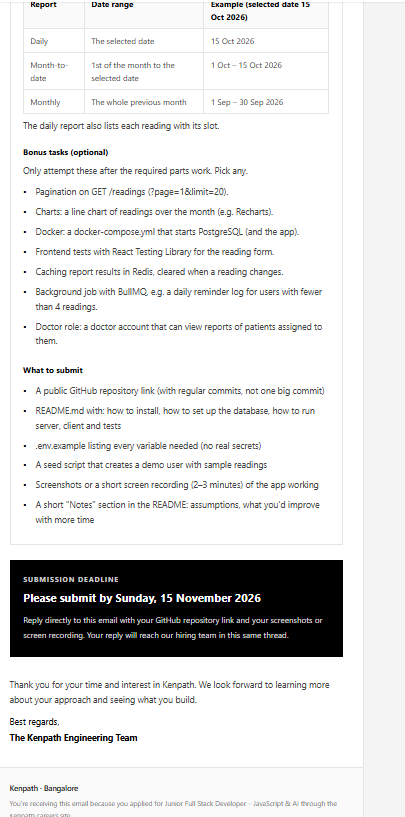 Report Date range Example (selected date 15
Oct 2026)
Daily The selected date 15 Oct 2026
Month-to- 1st of the month to the 1 Oct – 15 Oct 2026
date selected date
Monthly The whole previous month 1 Sep – 30 Sep 2026
The daily report also lists each reading with its slot.
Bonus tasks (optional)
Only attempt these after the required parts work. Pick any.
• Pagination on GET /readings (?page=1&limit=20).
• Charts: a line chart of readings over the month (e.g. Recharts).
• Docker: a docker-compose.yml that starts PostgreSQL (and the app).
• Frontend tests with React Testing Library for the reading form.
• Caching report results in Redis, cleared when a reading changes.
• Background job with BullMQ, e.g. a daily reminder log for users with fewer
than 4 readings.
• Doctor role: a doctor account that can view reports of patients assigned to
them.
What to submit
• A public GitHub repository link (with regular commits, not one big commit)
• README.md with: how to install, how to set up the database, how to run
server, client and tests
• .env.example listing every variable needed (no real secrets)
• A seed script that creates a demo user with sample readings
• Screenshots or a short screen recording (2–3 minutes) of the app working
• A short "Notes" section in the README: assumptions, what you'd improve
with more time
SUBMISSION DEADLINE
Please submit by Sunday, 15 November 2026
Reply directly to this email with your GitHub repository link and your screenshots or
screen recording. Your reply will reach our hiring team in this same thread.
Thank you for your time and interest in Kenpath. We look forward to learning more
about your approach and seeing what you build.
Best regards,
The Kenpath Engineering Team
Kenpath · Bangalore
You're receiving this email because you applied for Junior Full Stack Developer - JavaScript & AI through the
Kenpath careers site.